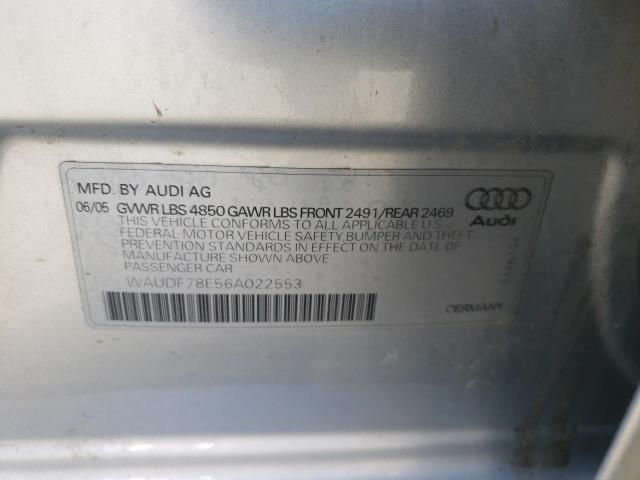 MFD. BY AUDI AG
06/05 GVWR LBS 4850 GAWR LBS FRONT 2491/REAR 2469
THIS VEHICLE CONFORMS TO ALL APPLICABLE U S
FEDERAL MOTOR VEHICLE SAFETY BUMPER AND THEFT
PREVENTION STANDARDS IN EFFECT ON THE DATE OF
MANUFACTURE SHOWN ABOVE
PASSENGER CAR
WAUDF78E56A022553
Audi
GERMANY